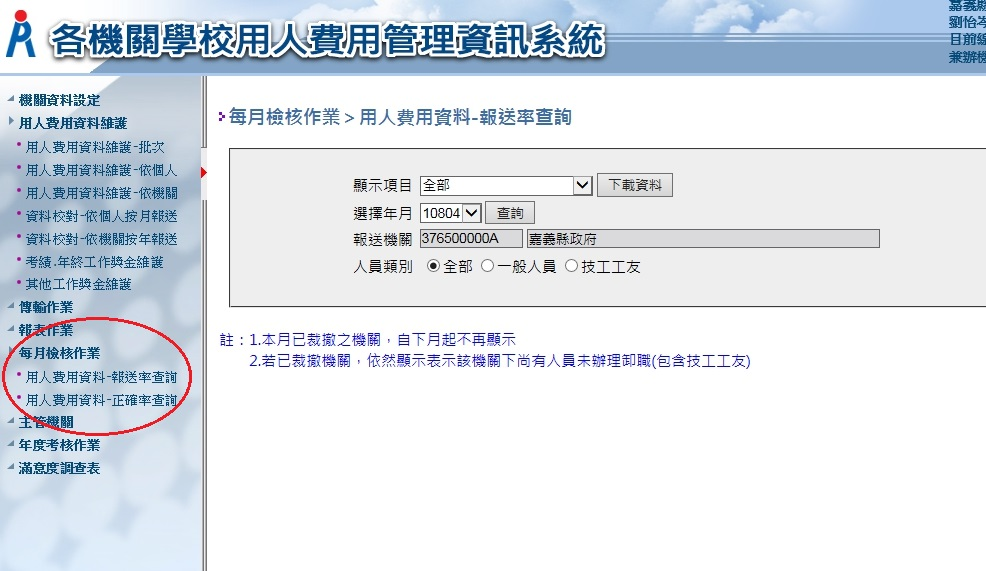 各機關學校用人費用管理資訊系統
嘉義縣
劉怡岑
目前
兼辦機
機關資料設定
用人費用資料維護
用人費用資料維護-批次
用人費用資料維護-依個人
用人費用資料維護-依機關
資料校對-依個人按月報送
資料校對-依機關按年報送
考績.年終工作獎金維護
其他工作獎金維護
傳輸作業
報表作業
每月檢核作業
用人費用資料-報送率查詢
用人費用資料-正確率查詢
主管機關
年度考核作業
滿意度調查表
每月檢核作業 > 用人費用資料-報送率查詢
顯示項目 全部 下載資料
選擇年月 10804 查詢
報送機關 376500000A 嘉義縣政府
人員類別 全部 一般人員 技工工友
註：1.本月已裁撤之機關，自下月起不再顯示
2.若已裁撤機關，依然顯示表示該機關下尚有人員未辦理卸職(包含技工工友)